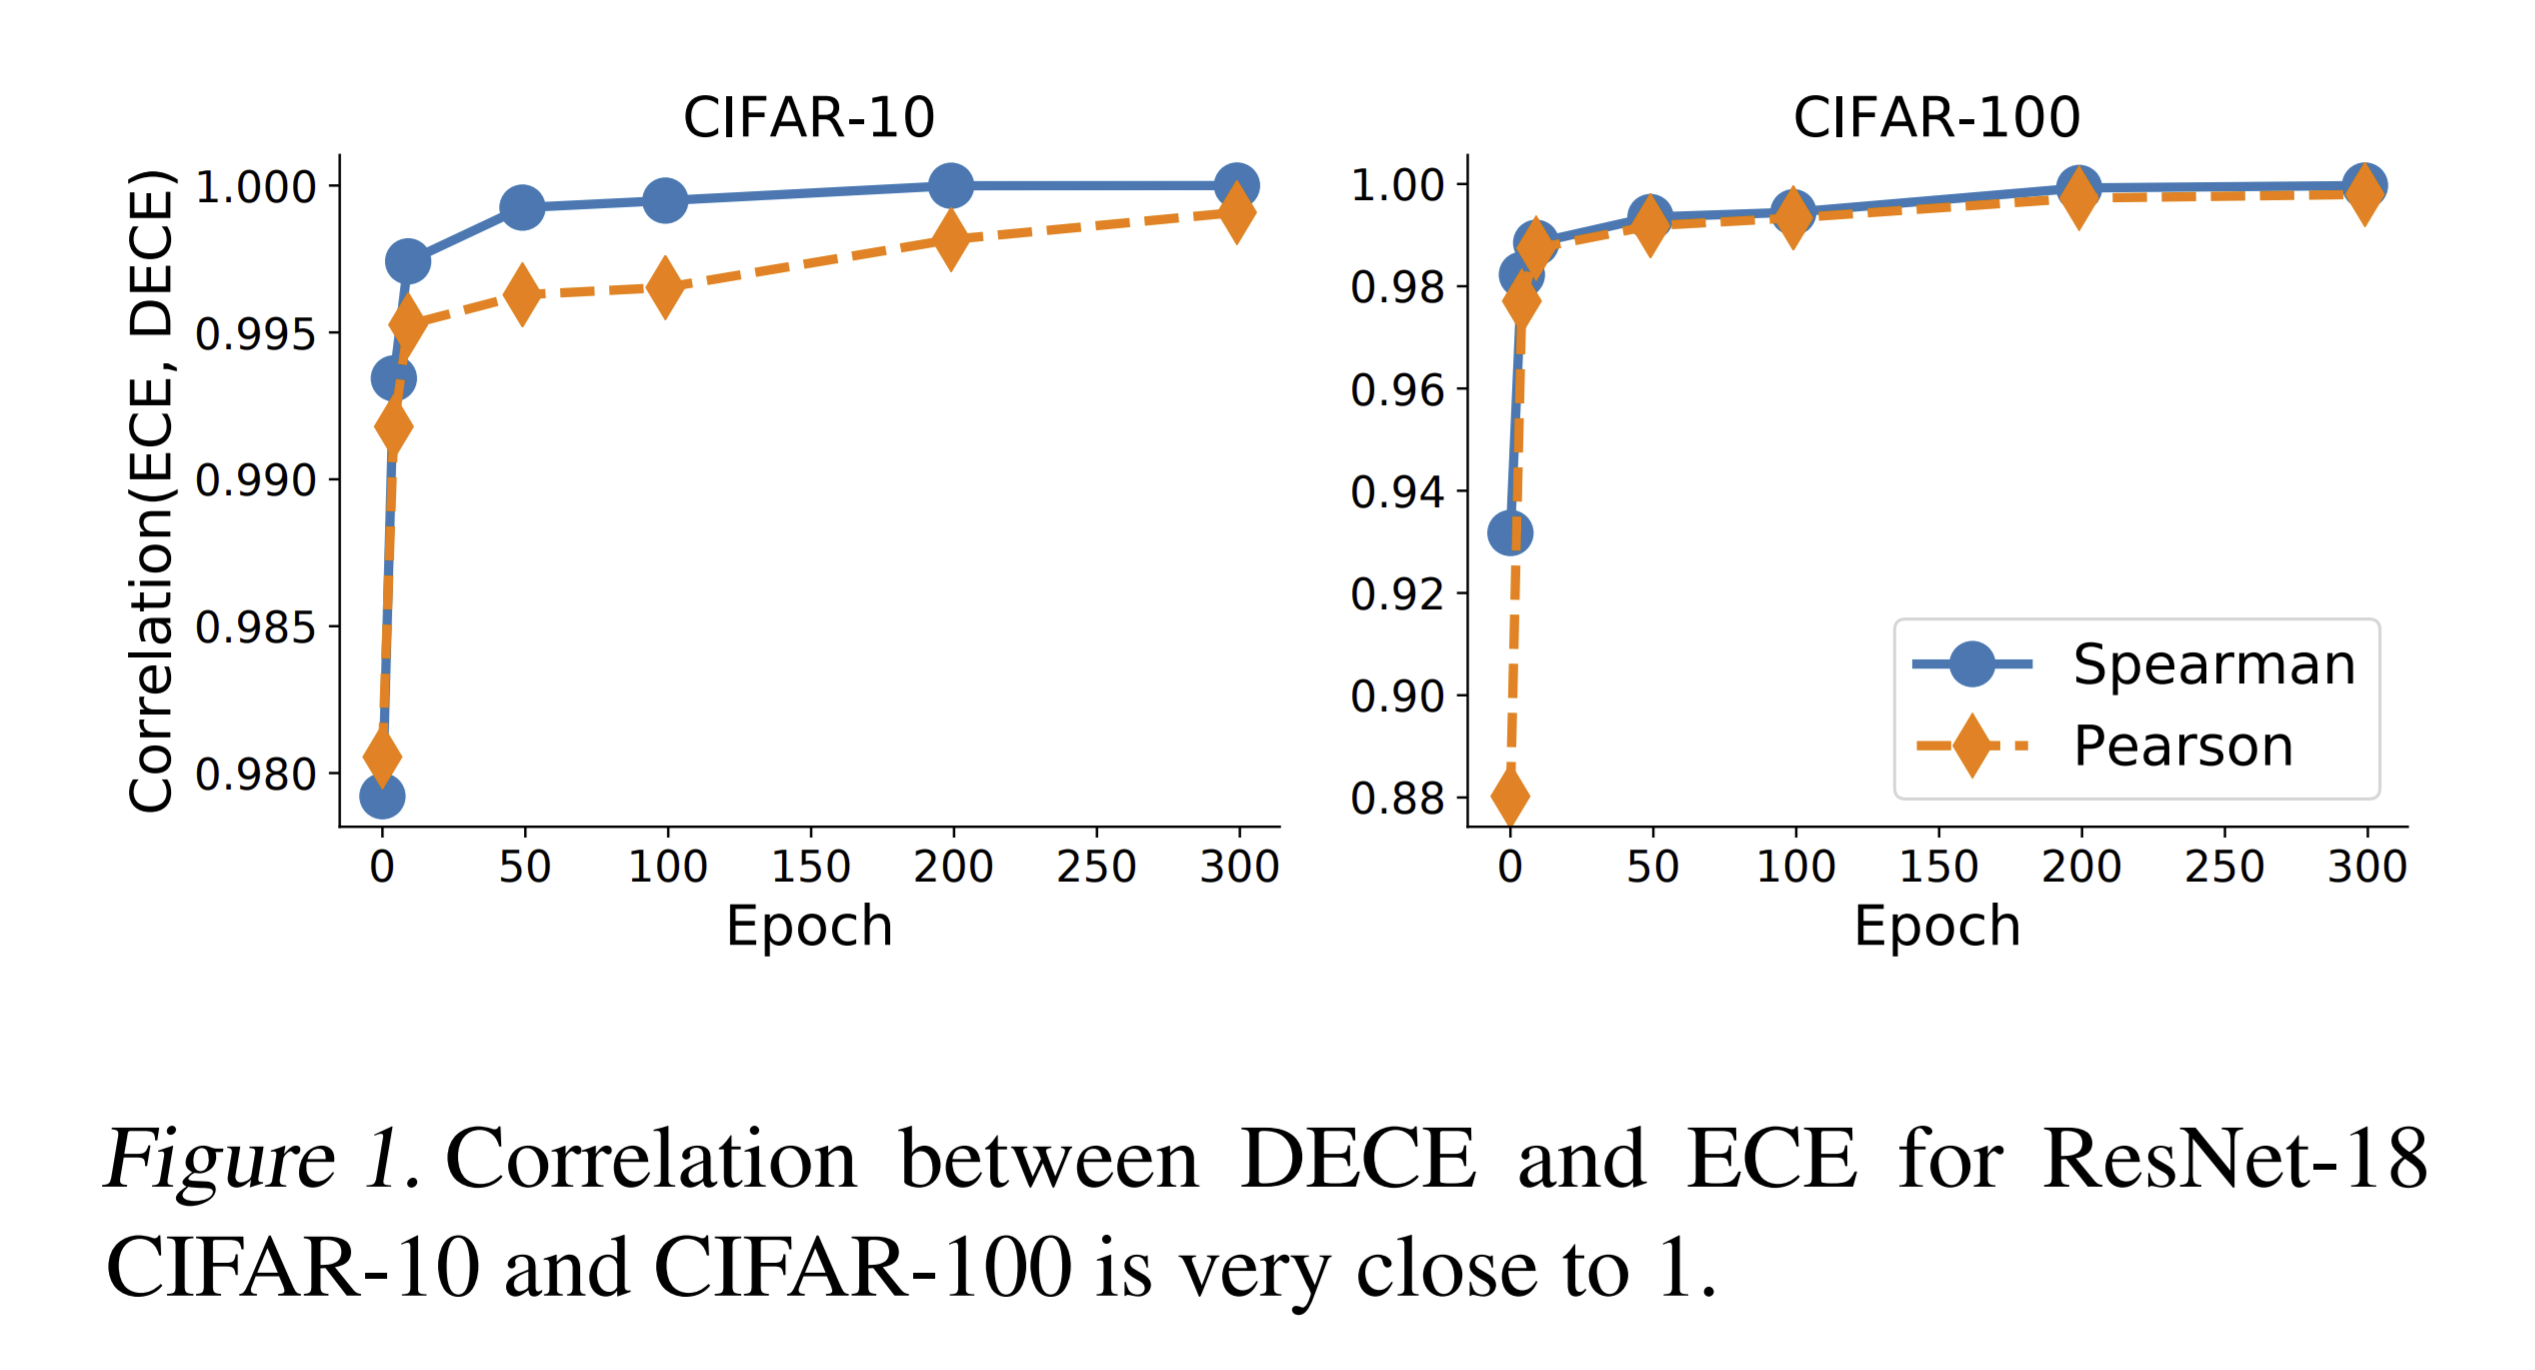 CIFAR-10
Correlation(ECE, DECE)
1.000
0.995
0.990
0.985
0.980
0 50 100 150 200 250 300
Epoch
CIFAR-100
1.00
0.98
0.96
0.94
0.92
0.90
0.88
Spearman
Pearson
0 50 100 150 200 250 300
Epoch
Figure 1. Correlation between DECE and ECE for ResNet-18
CIFAR-10 and CIFAR-100 is very close to 1.